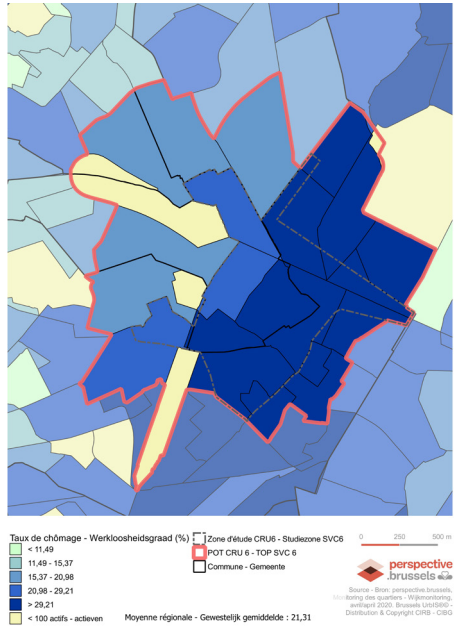 Taux de chômage - Werkloosheidsgraad (%)
< 11,49
11,49 - 15,37
15,37 - 20,98
20,98 - 29,21
> 29,21
< 100 actifs - actieven
Zone d'étude CRU6 - Studiezone SVC6
POT CRU 6 - TOP SVC 6
Commune - Gemeente
Moyenne régionale - Gewestelijk gemiddelde : 21,31
0 250 500 m
perspective
.brussels
Source - Bron: perspective.brussels,
Monitoring des quartiers - Wijkmonitoring,
avril/april 2020. Brussels UrbIS®© -
Distribution & Copyright CIRB - CIBG